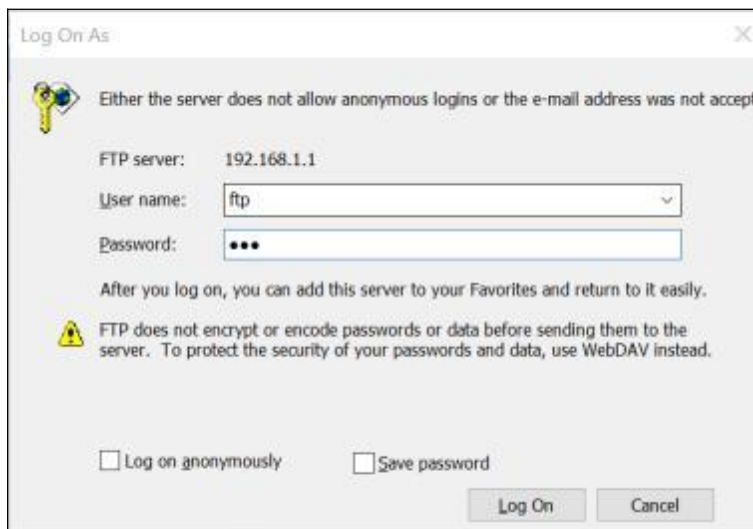 Log On As
Either the server does not allow anonymous logins or the e-mail address was not accept
FTP server: 192.168.1.1
User name: ftp
Password: •••
After you log on, you can add this server to your Favorites and return to it easily.
FTP does not encrypt or encode passwords or data before sending them to the
server. To protect the security of your passwords and data, use WebDAV instead.
Log on anonymously Save password
Log On Cancel